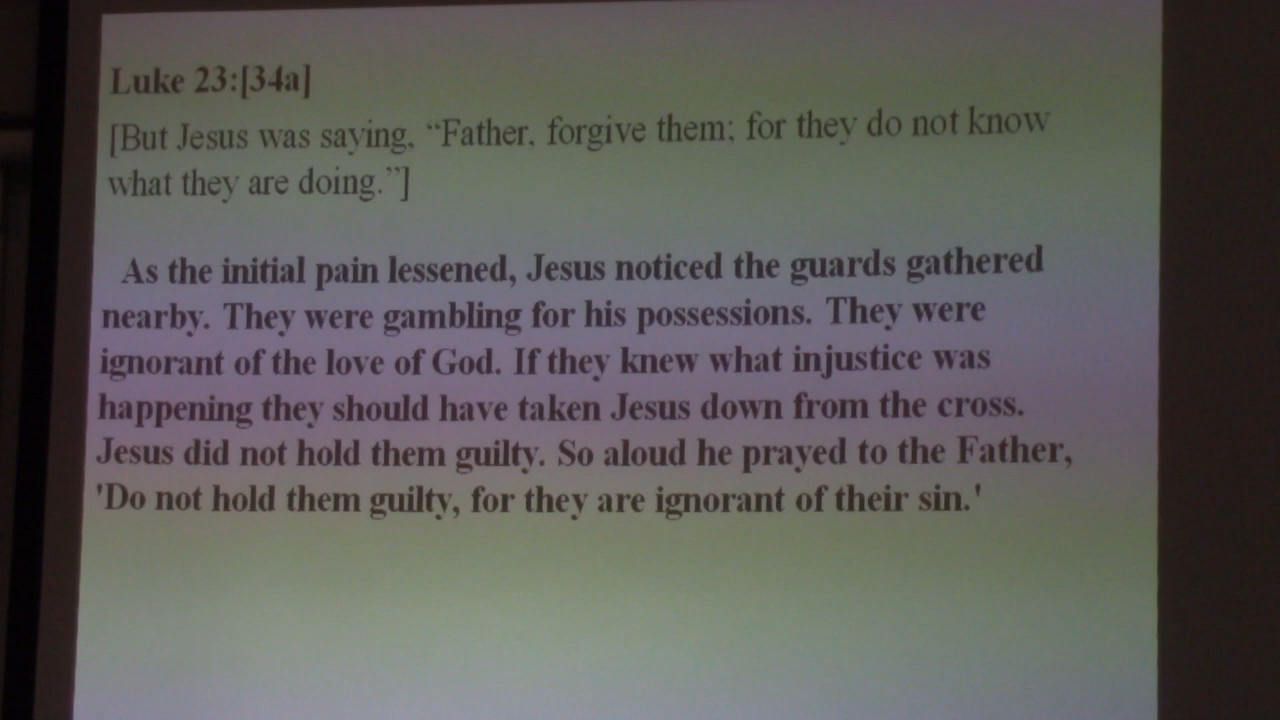 Luke 23:[34a]
[But Jesus was saying, “Father, forgive them; for they do not know
what they are doing.”]
As the initial pain lessened, Jesus noticed the guards gathered
nearby. They were gambling for his possessions. They were
ignorant of the love of God. If they knew what injustice was
happening they should have taken Jesus down from the cross.
Jesus did not hold them guilty. So aloud he prayed to the Father,
'Do not hold them guilty, for they are ignorant of their sin.'